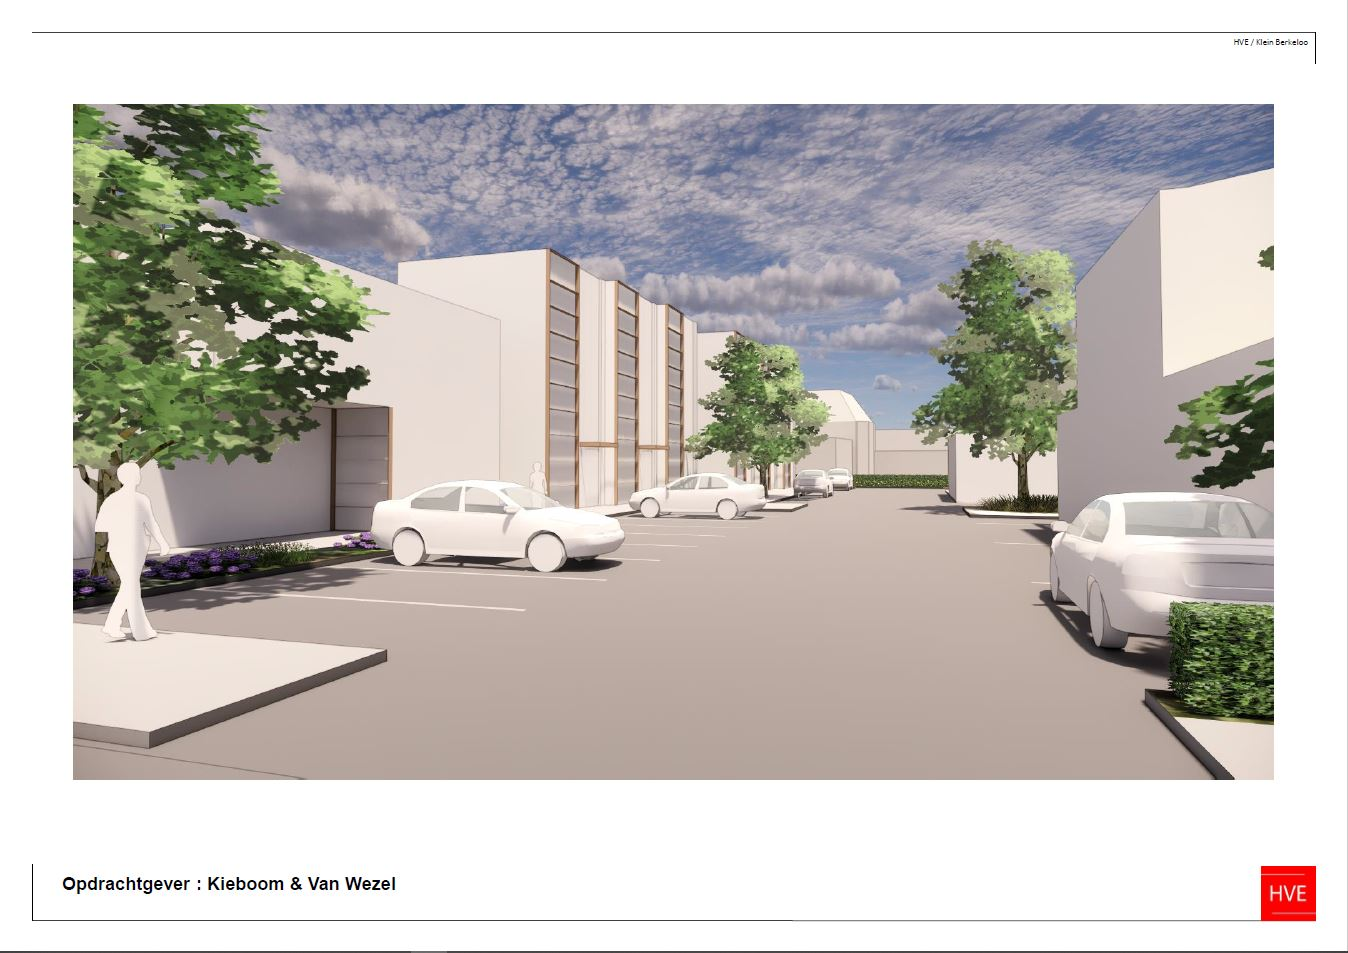 HVE / Klein Berkeloo
Opdrachtgever : Kieboom & Van Wezel
HVE